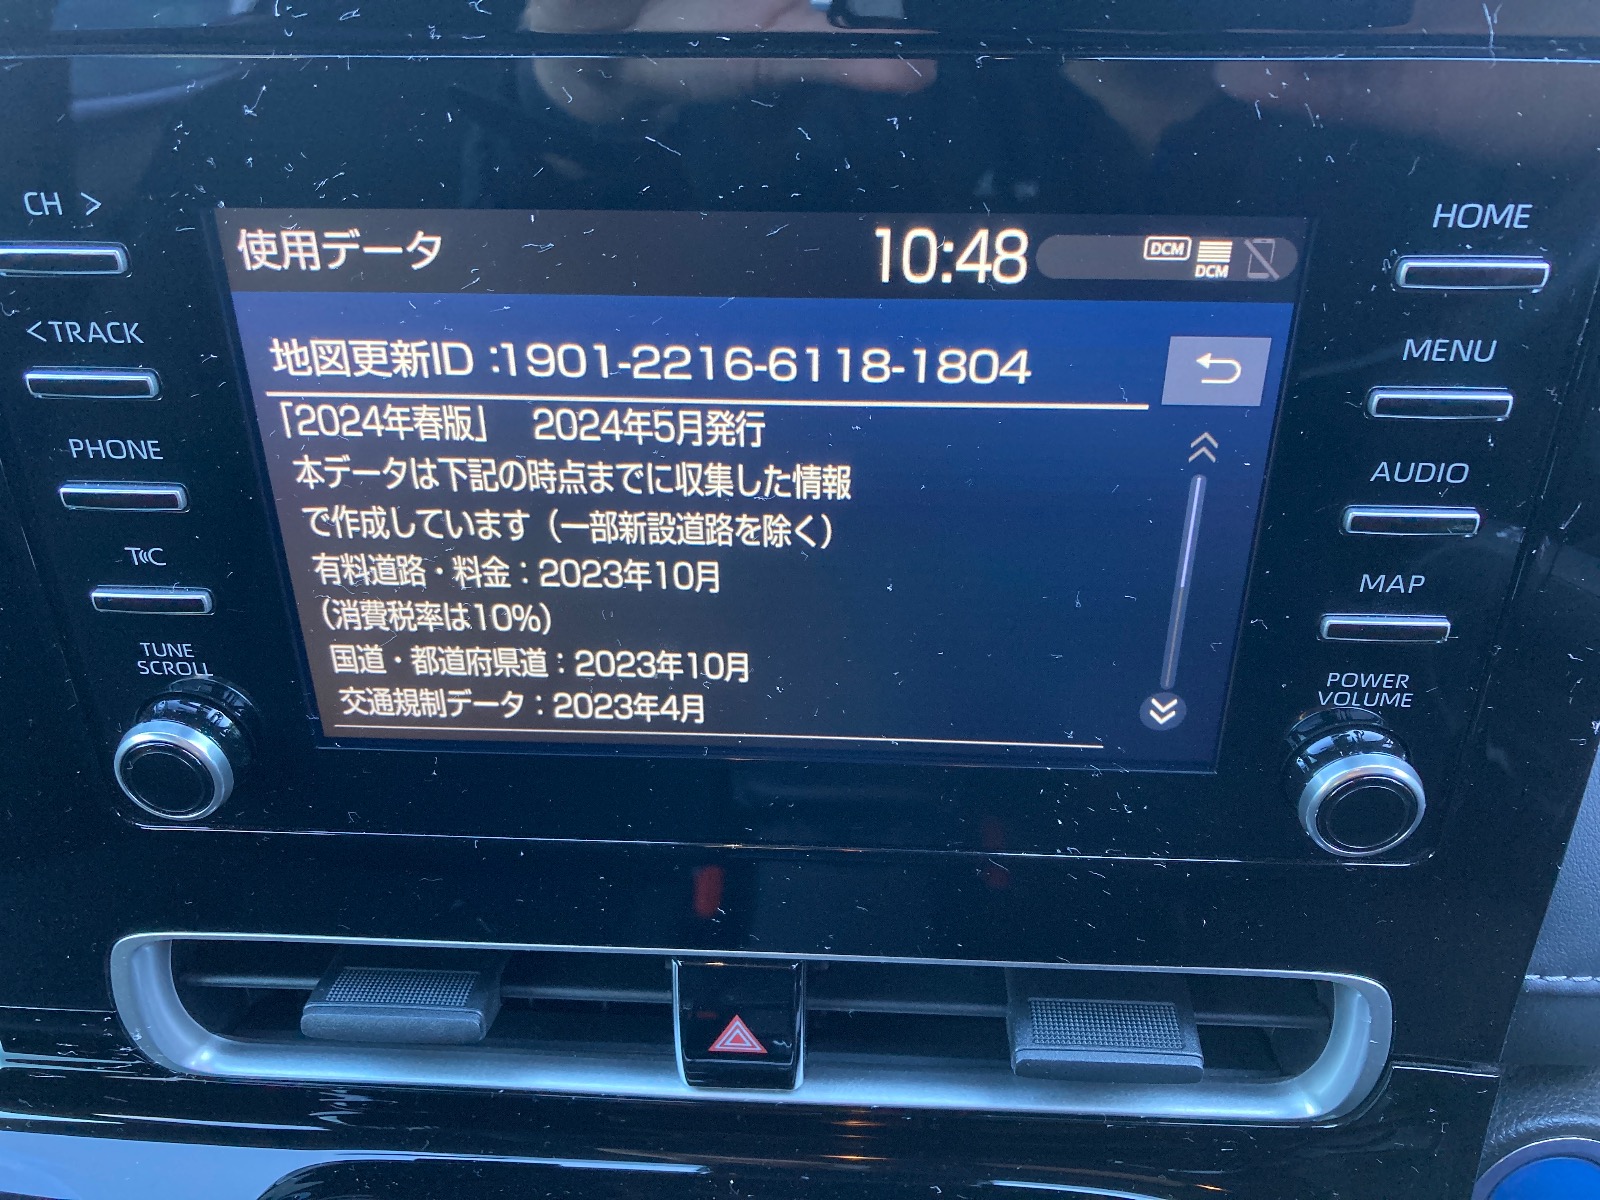 使用データ
10:48
DCM
DCM
地図更新ID :1901-2216-6118-1804
「2024年春版」 2024年5月発行
本データは下記の時点までに収集した情報
で作成しています（一部新設道路を除く）
有料道路・料金：2023年10月
（消費税率は10%）
国道・都道府県道：2023年10月
交通規制データ：2023年4月
CH >
<TRACK
PHONE
T C
TUNE
SCROLL
HOME
MENU
AUDIO
MAP
POWER
VOLUME